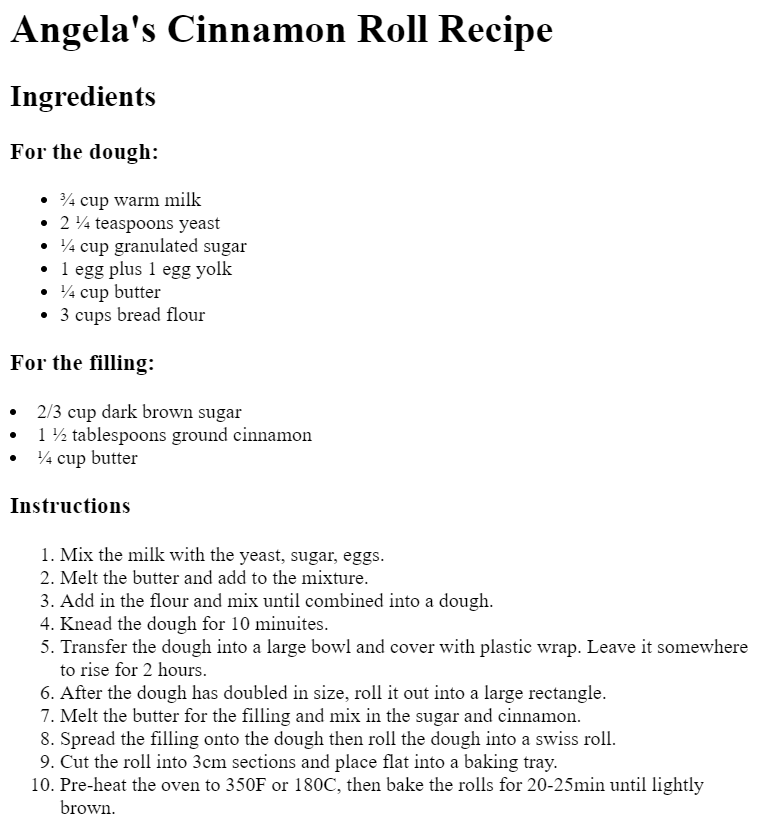 Angela's Cinnamon Roll Recipe
Ingredients
For the dough:
• ¾ cup warm milk
• 2 ¼ teaspoons yeast
• ¼ cup granulated sugar
• 1 egg plus 1 egg yolk
• ¼ cup butter
• 3 cups bread flour
For the filling:
• 2/3 cup dark brown sugar
• 1 ½ tablespoons ground cinnamon
• ¼ cup butter
Instructions
1. Mix the milk with the yeast, sugar, eggs.
2. Melt the butter and add to the mixture.
3. Add in the flour and mix until combined into a dough.
4. Knead the dough for 10 minuites.
5. Transfer the dough into a large bowl and cover with plastic wrap. Leave it somewhere
to rise for 2 hours.
6. After the dough has doubled in size, roll it out into a large rectangle.
7. Melt the butter for the filling and mix in the sugar and cinnamon.
8. Spread the filling onto the dough then roll the dough into a swiss roll.
9. Cut the roll into 3cm sections and place flat into a baking tray.
10. Pre-heat the oven to 350F or 180C, then bake the rolls for 20-25min until lightly
brown.